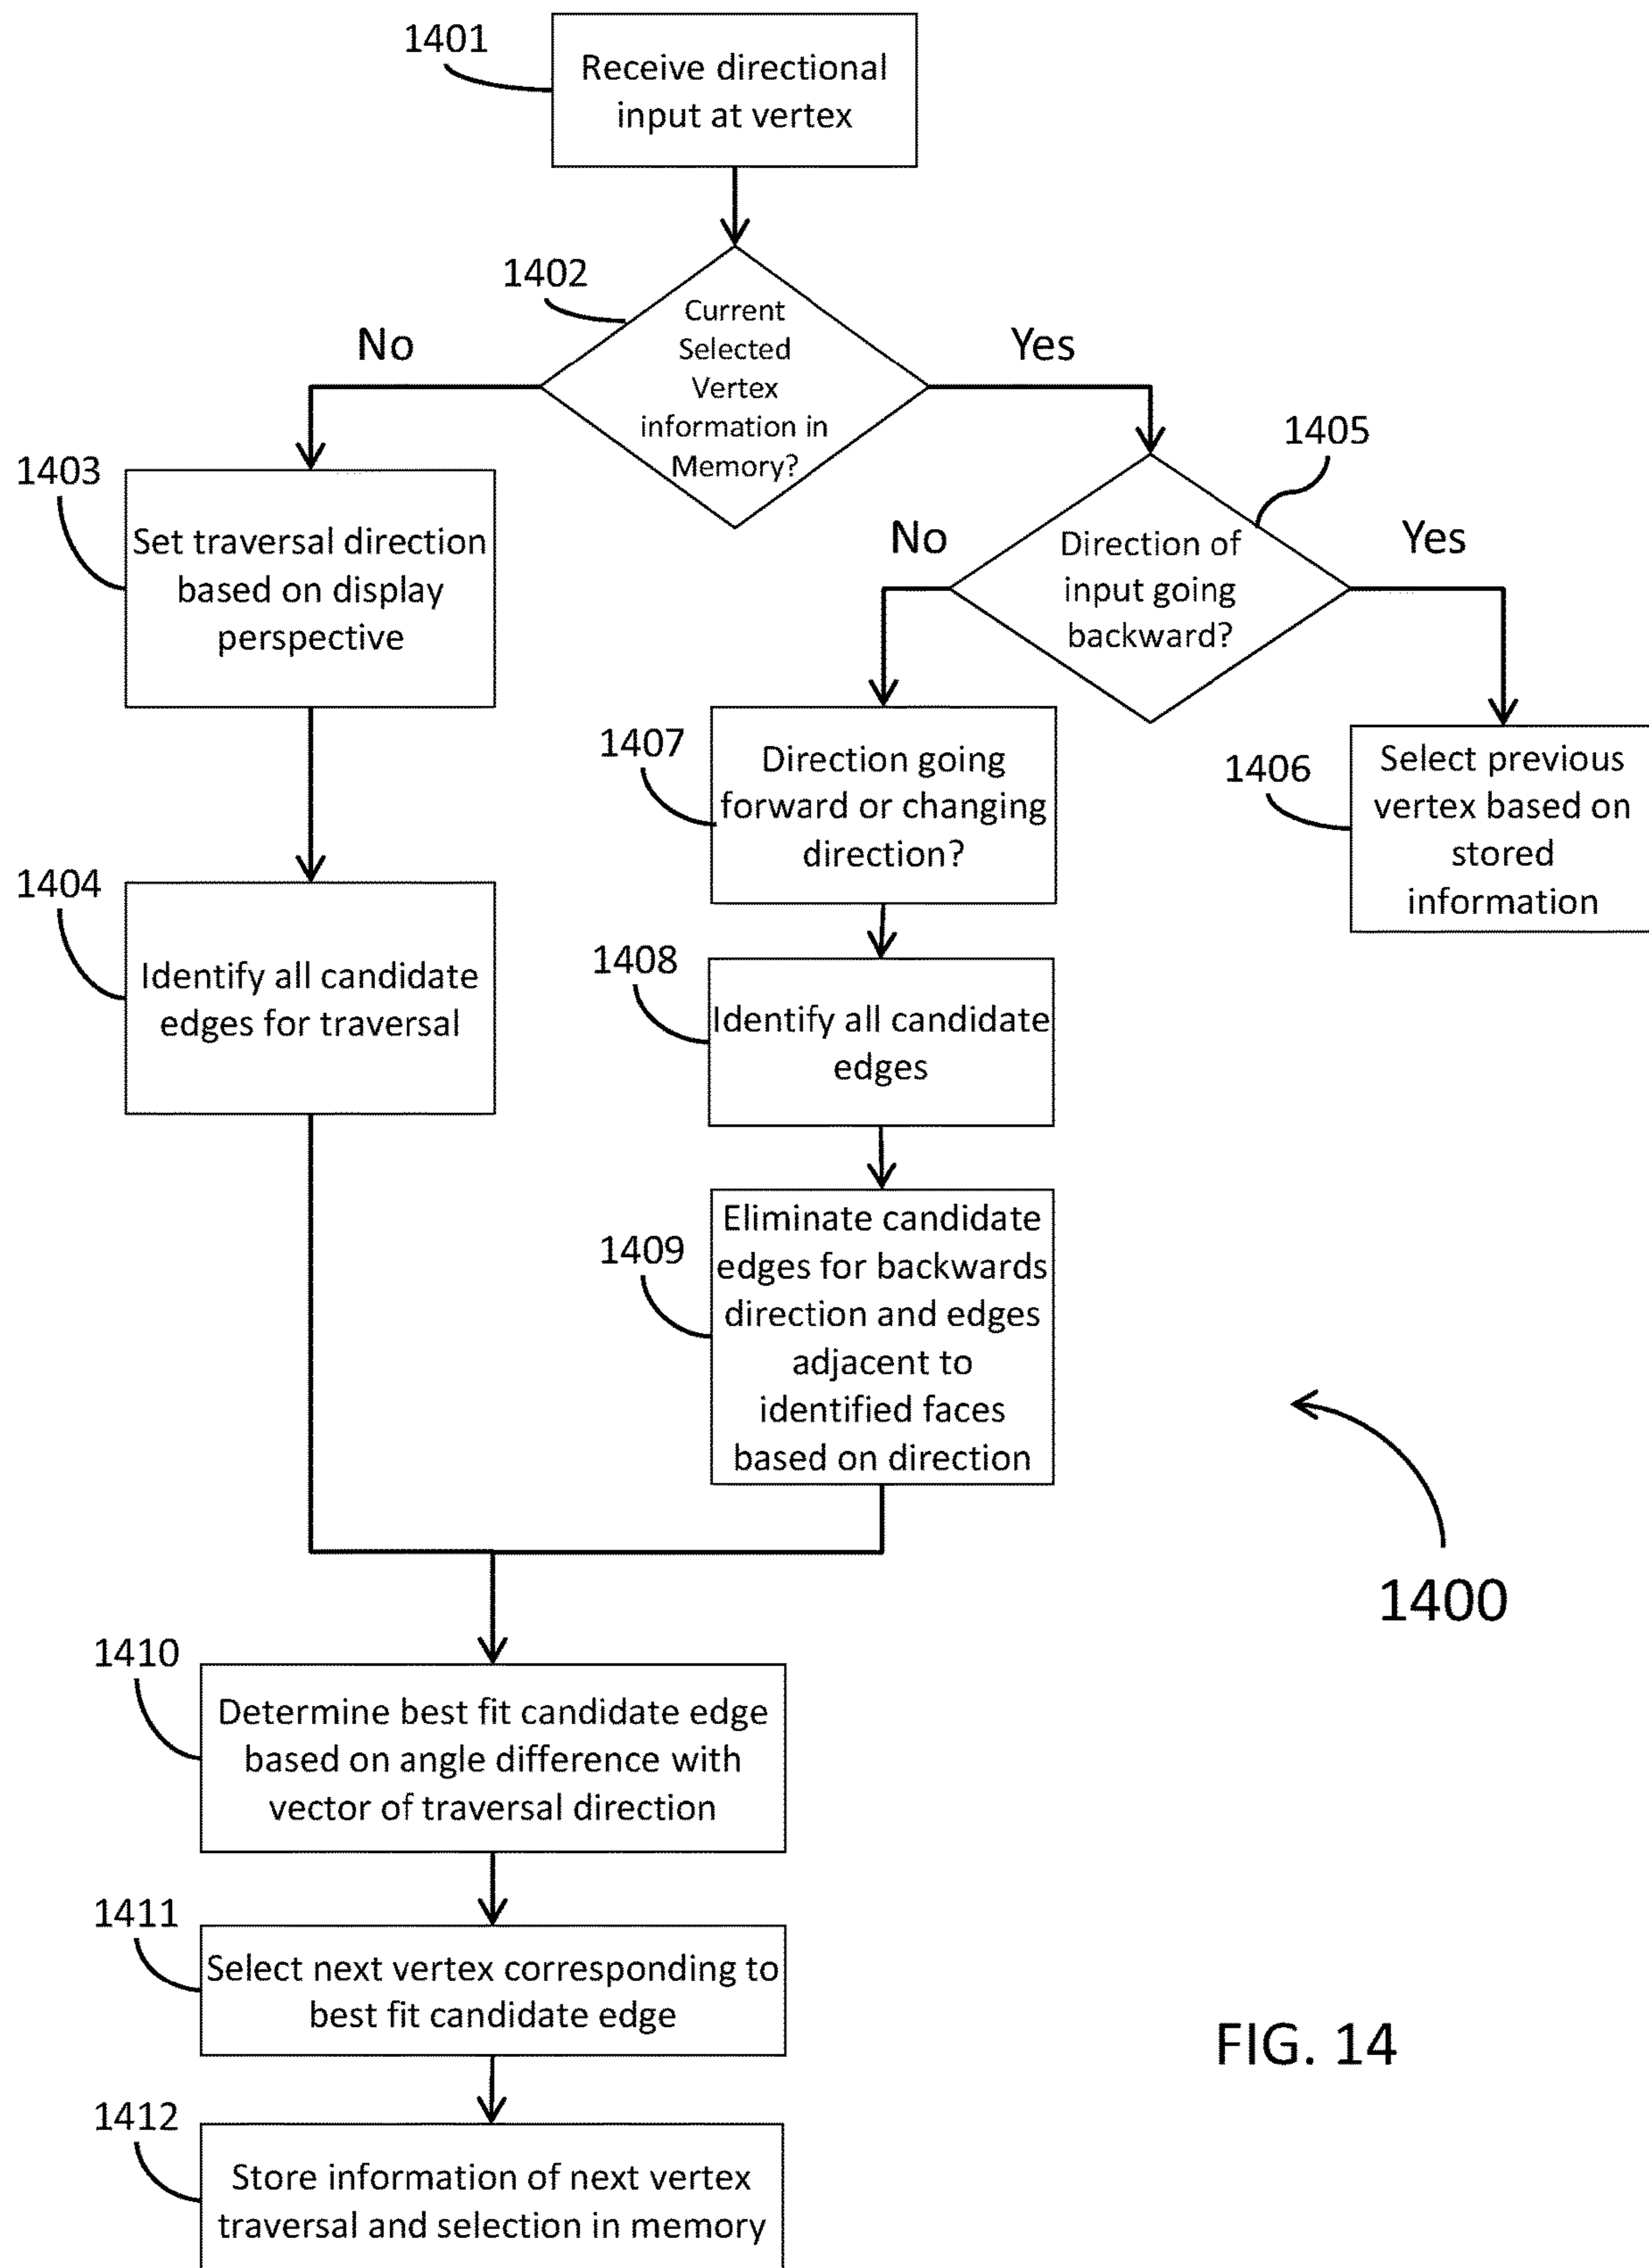 1401
Receive directional
input at vertex
1402
Current
Selected
Vertex
information in
Memory?
No
Yes
1403
Set traversal direction
based on display
perspective
1405
Direction of
input going
backward?
No
Yes
1404
Identify all candidate
edges for traversal
1407
Direction going
forward or changing
direction?
1406
Select previous
vertex based on
stored
information
1408
Identify all candidate
edges
1409
Eliminate candidate
edges for backwards
direction and edges
adjacent to
identified faces
based on direction
1400
1410
Determine best fit candidate edge
based on angle difference with
vector of traversal direction
1411
Select next vertex corresponding to
best fit candidate edge
1412
Store information of next vertex
traversal and selection in memory
FIG. 14